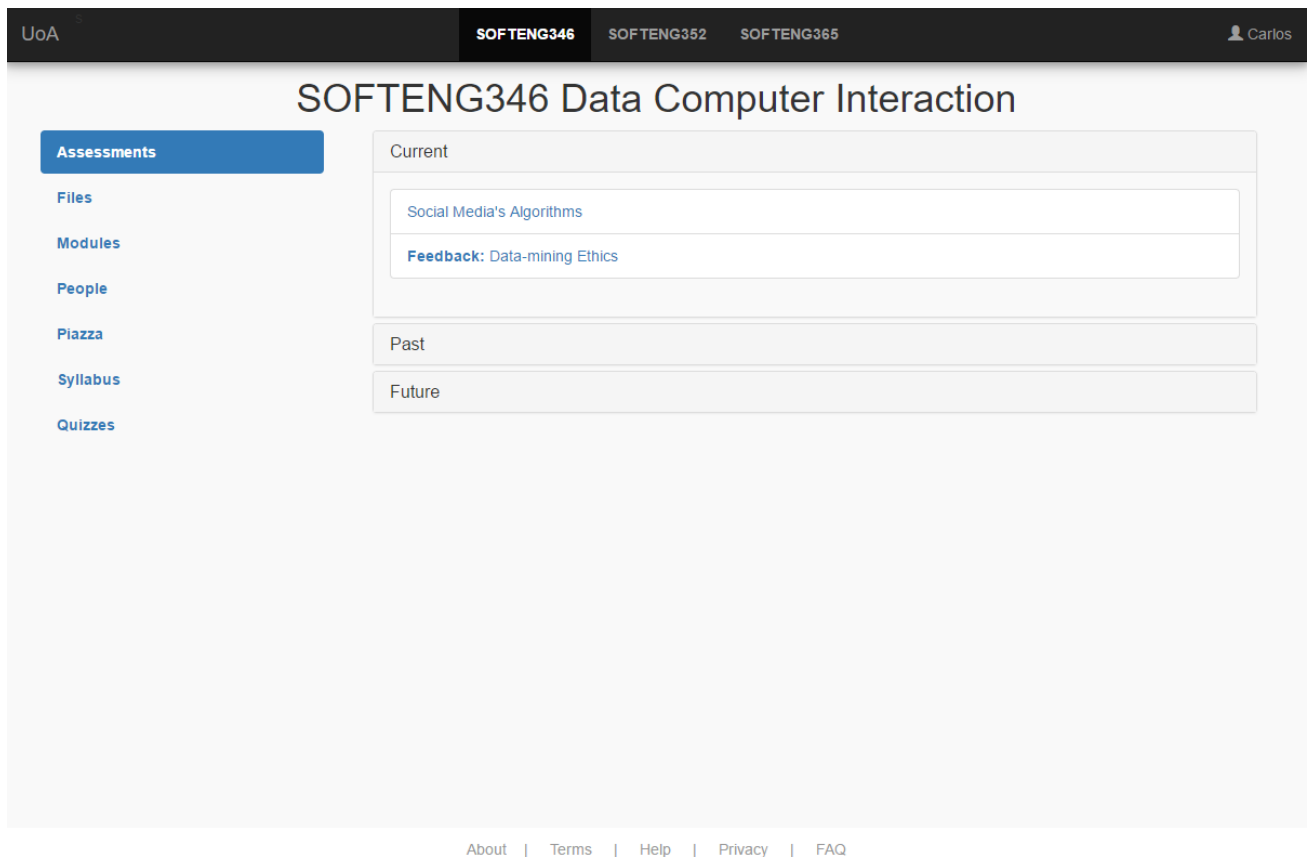 UoA s SOFTENG346 SOFTENG352 SOFTENG365 Carlos
SOFTENG346 Data Computer Interaction
Assessments
Files
Modules
People
Piazza
Syllabus
Quizzes
Current
Social Media's Algorithms
Feedback: Data-mining Ethics
Past
Future
About | Terms | Help | Privacy | FAQ